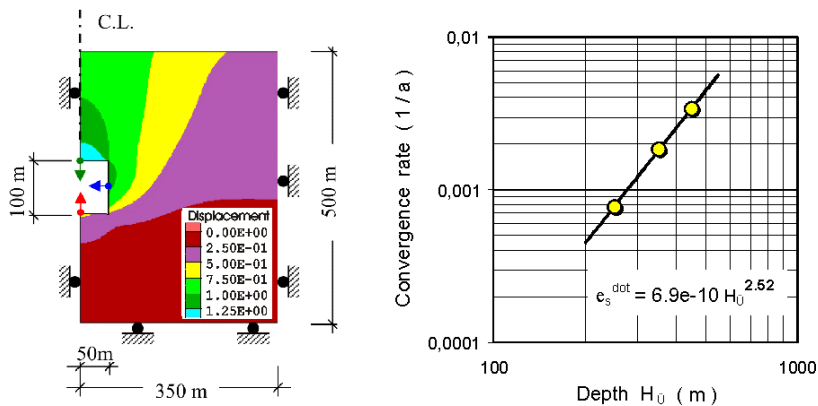 C.L.
100 m
500 m
Displacement
0.00E+00
2.50E-01
5.00E-01
7.50E-01
1.00E+00
1.25E+00
50m
350 m
Convergence rate ( 1 / a )
0,01
0,001
0,0001
e_s^dot = 6.9e-10 H_Ü^2.52
100
1000
Depth H_Ü ( m )